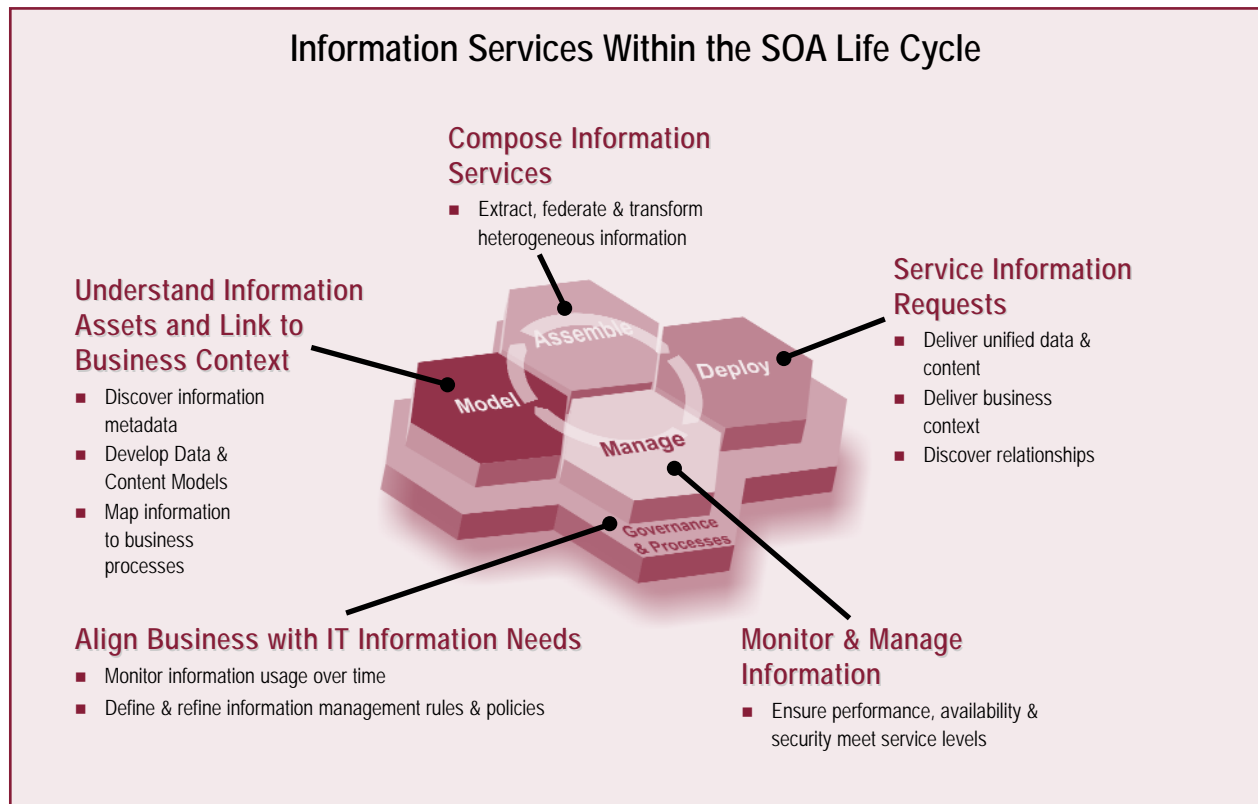 Information Services Within the SOA Life Cycle
Compose Information
Services
Extract, federate & transform
heterogeneous information
Service Information
Requests
Deliver unified data &
content
Deliver business
context
Discover relationships
Understand Information
Assets and Link to
Business Context
Discover information
metadata
Develop Data &
Content Models
Map information
to business
processes
Assemble
Deploy
Model
Manage
Governance
& Processes
Align Business with IT Information Needs
Monitor information usage over time
Define & refine information management rules & policies
Monitor & Manage
Information
Ensure performance, availability &
security meet service levels